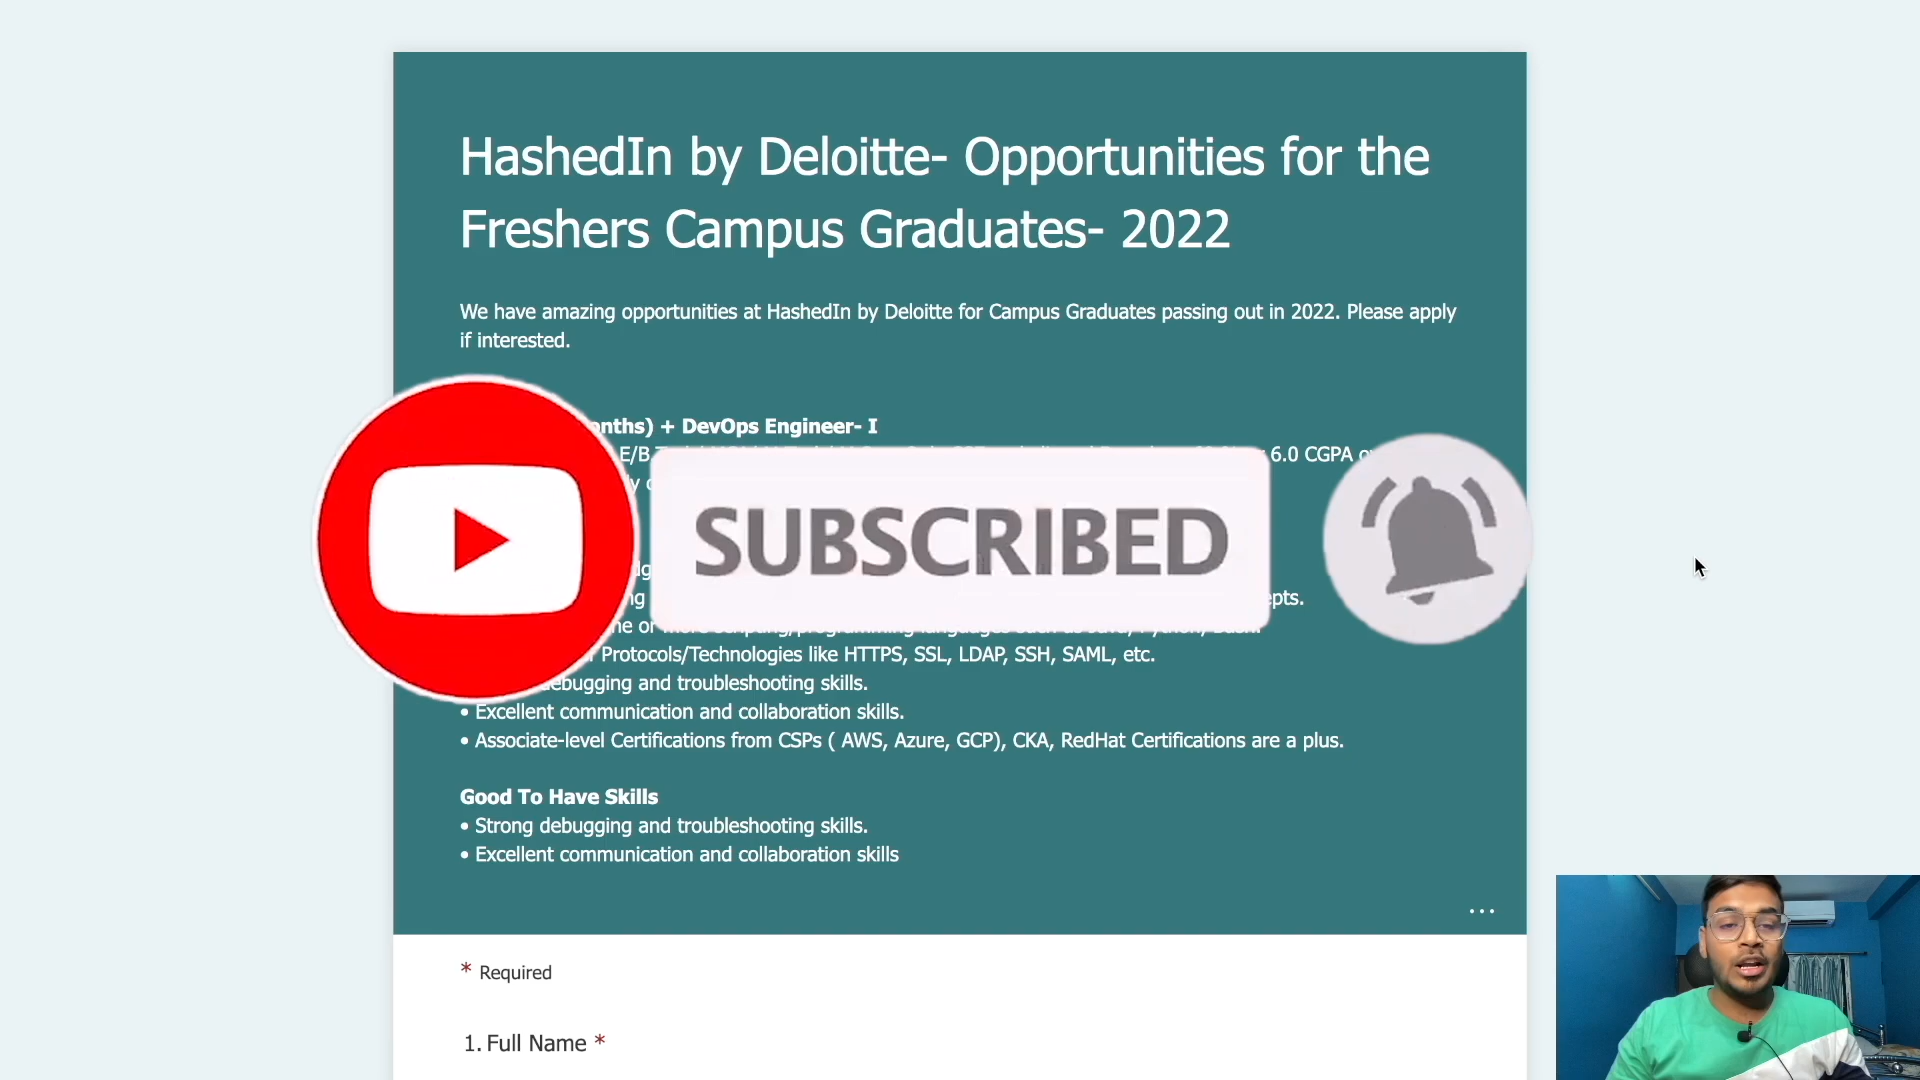 HashedIn by Deloitte- Opportunities for the
Freshers Campus Graduates- 2022
We have amazing opportunities at HashedIn by Deloitte for Campus Graduates passing out in 2022. Please apply
if interested.
+ DevOps Engineer- I
6.0 CGPA
SUBSCRIBED
Protocols/Technologies like HTTPS, SSL, LDAP, SSH, SAML, etc.
debugging and troubleshooting skills.
• Excellent communication and collaboration skills.
• Associate-level Certifications from CSPs ( AWS, Azure, GCP), CKA, RedHat Certifications are a plus.
Good To Have Skills
• Strong debugging and troubleshooting skills.
• Excellent communication and collaboration skills
* Required
1. Full Name *